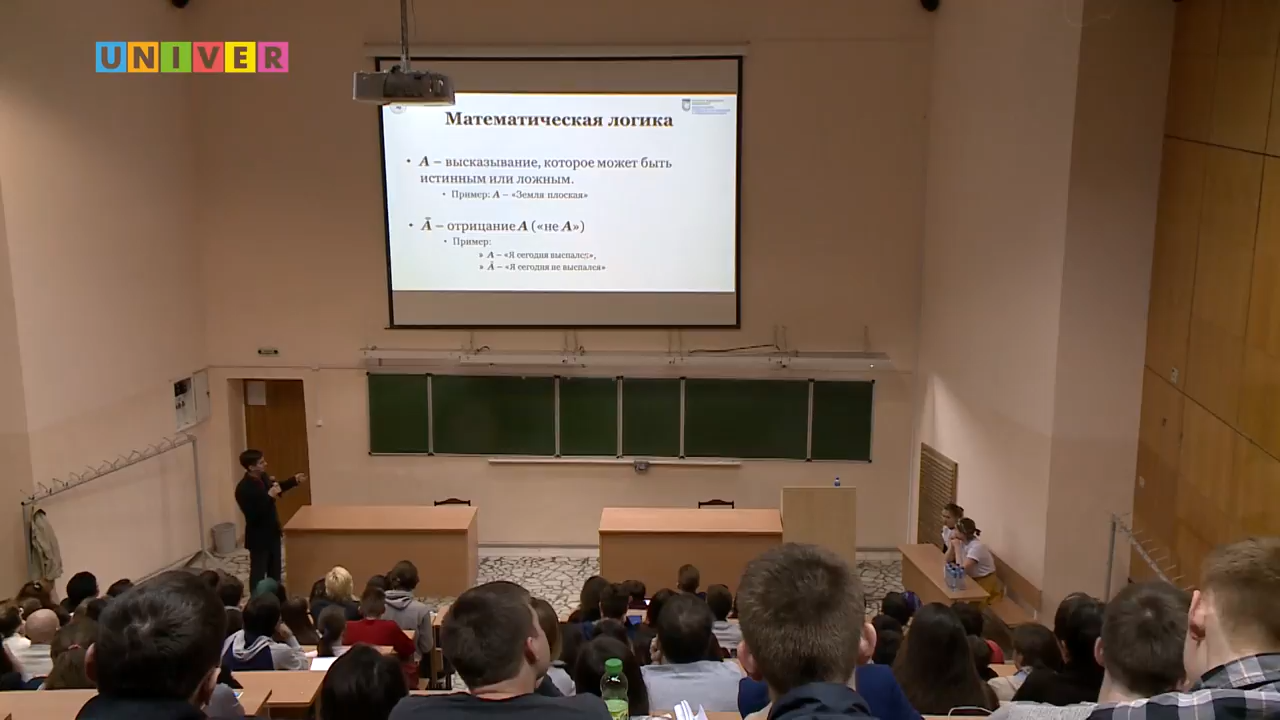 UNIVER
Математическая логика
• A – высказывание, которое может быть
истинным или ложным.
• Пример: A – «Земля плоская»
• Ā – отрицание A («не A»)
• Пример:
» A – «Я сегодня выспался»,
» Ā – «Я сегодня не выспался»